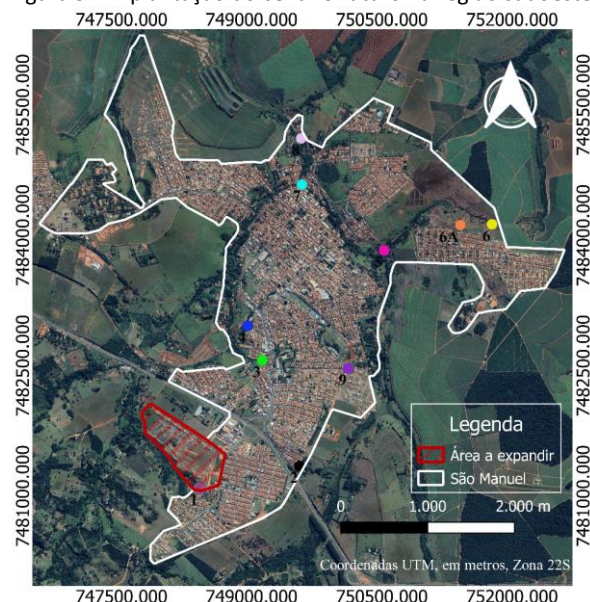 747500.000 749000.000 750500.000 752000.000
7485500.000 7485500.000
7484000.000 7484000.000
6A 6
7482500.000 7482500.000
9
Legenda
Área a expandir
São Manuel
1
7481000.000 7481000.000
0 1.000 2.000 m
Coordenadas UTM, em metros, Zona 22S
747500.000 749000.000 750500.000 752000.000